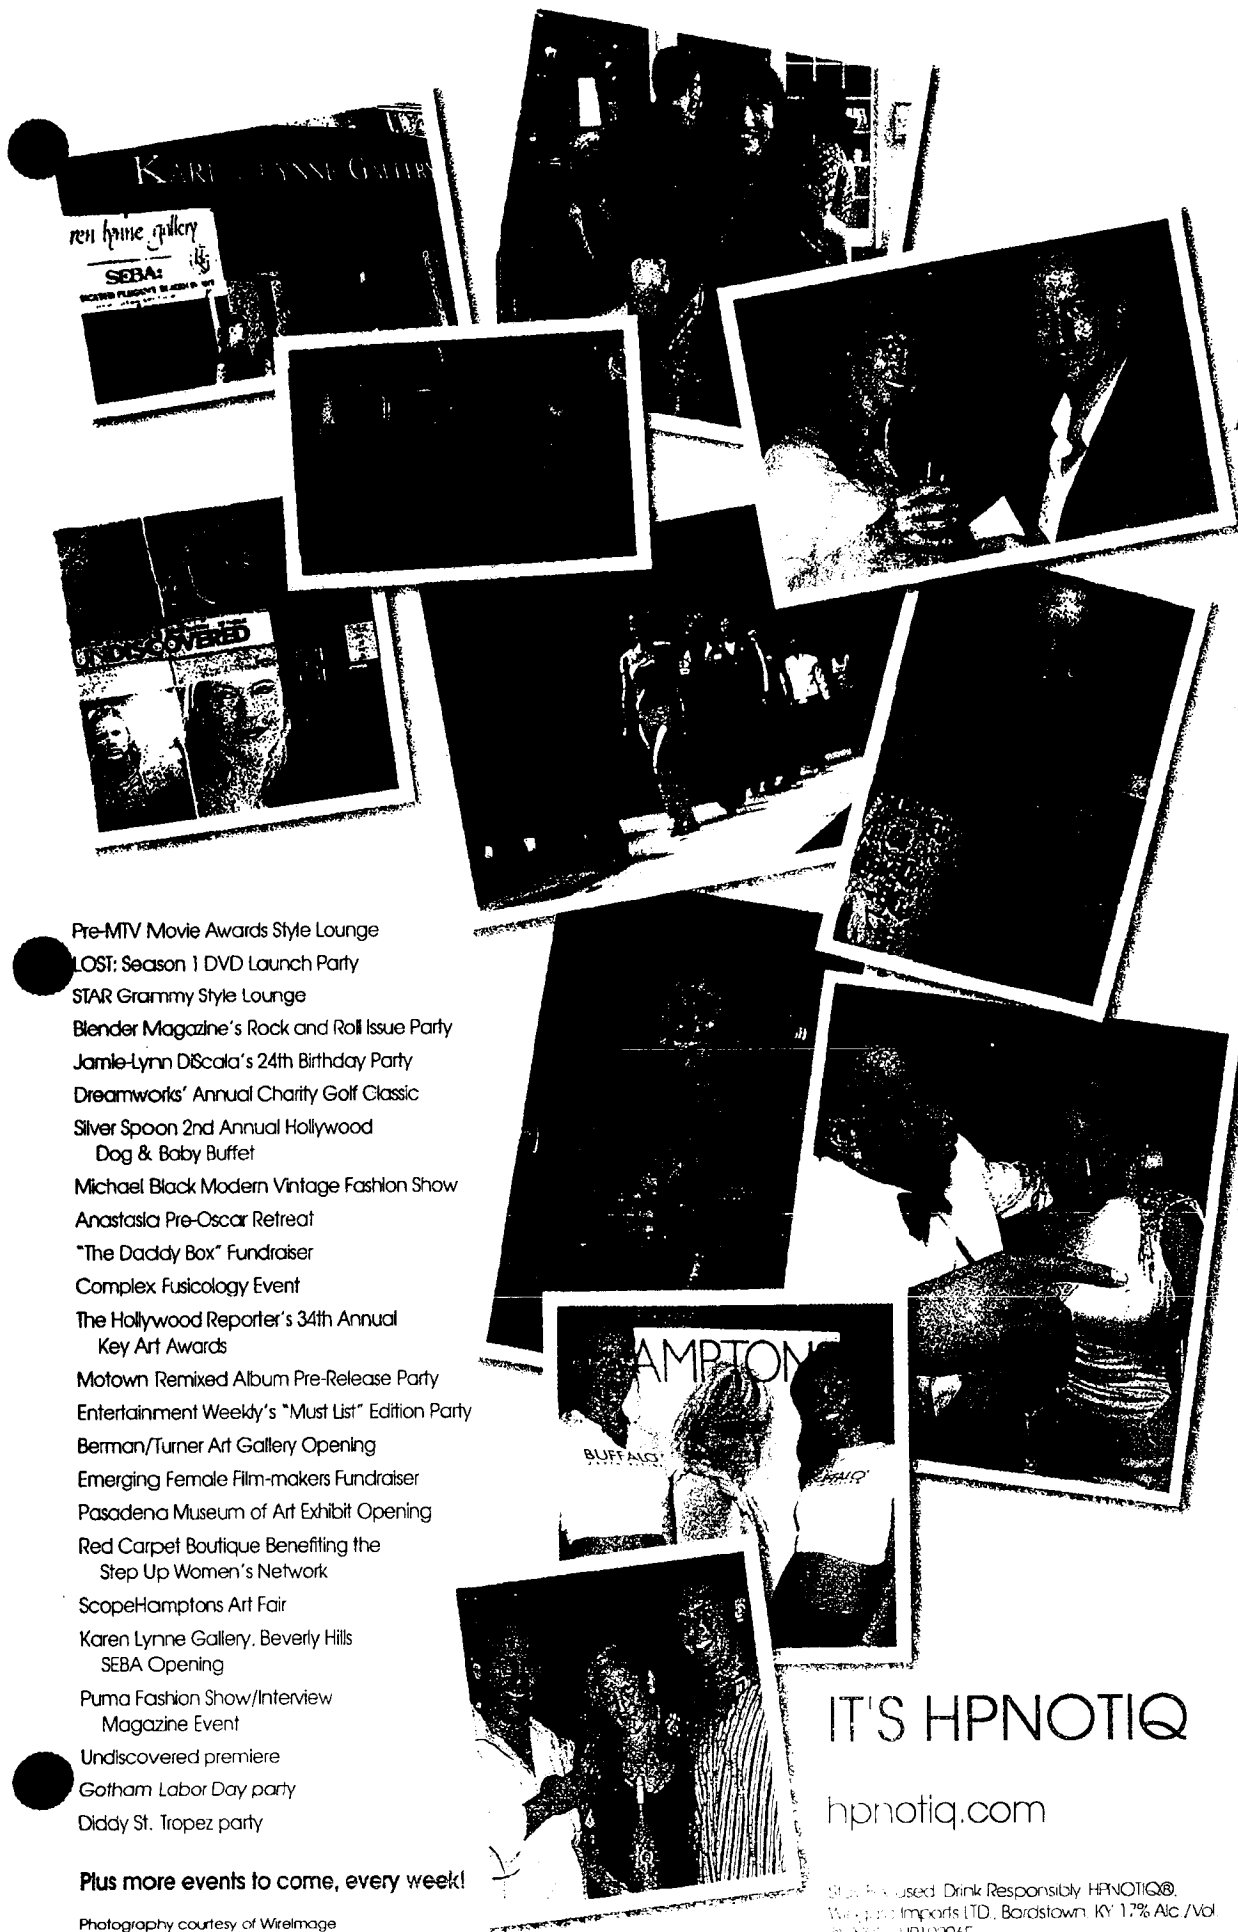 KAREN LYNNE GALLERY
ren lynne gallery
SEBA:
UNDISCOVERED
Pre-MTV Movie Awards Style Lounge
LOST: Season 1 DVD Launch Party
STAR Grammy Style Lounge
Blender Magazine's Rock and Roll Issue Party
Jamie-Lynn DiScala's 24th Birthday Party
Dreamworks' Annual Charity Golf Classic
Silver Spoon 2nd Annual Hollywood
Dog & Baby Buffet
Michael Black Modern Vintage Fashion Show
Anastasia Pre-Oscar Retreat
"The Daddy Box" Fundraiser
Complex Fusicology Event
The Hollywood Reporter's 34th Annual
Key Art Awards
Motown Remixed Album Pre-Release Party
Entertainment Weekly's "Must List" Edition Party
Berman/Turner Art Gallery Opening
Emerging Female Film-makers Fundraiser
Pasadena Museum of Art Exhibit Opening
Red Carpet Boutique Benefiting the
Step Up Women's Network
ScopeHamptons Art Fair
Karen Lynne Gallery, Beverly Hills
SEBA Opening
Puma Fashion Show/Interview
Magazine Event
Undiscovered premiere
Gotham Labor Day party
Diddy St. Tropez party
Plus more events to come, every week!
Photography courtesy of WireImage
AMPTONS
BUFFALO
FALO
IT'S HPNOTIQ
hpnotiq.com
used Drink Responsibly HPNOTIQ®,
Imports LTD., Bardstown, KY 17% Alc./Vol.